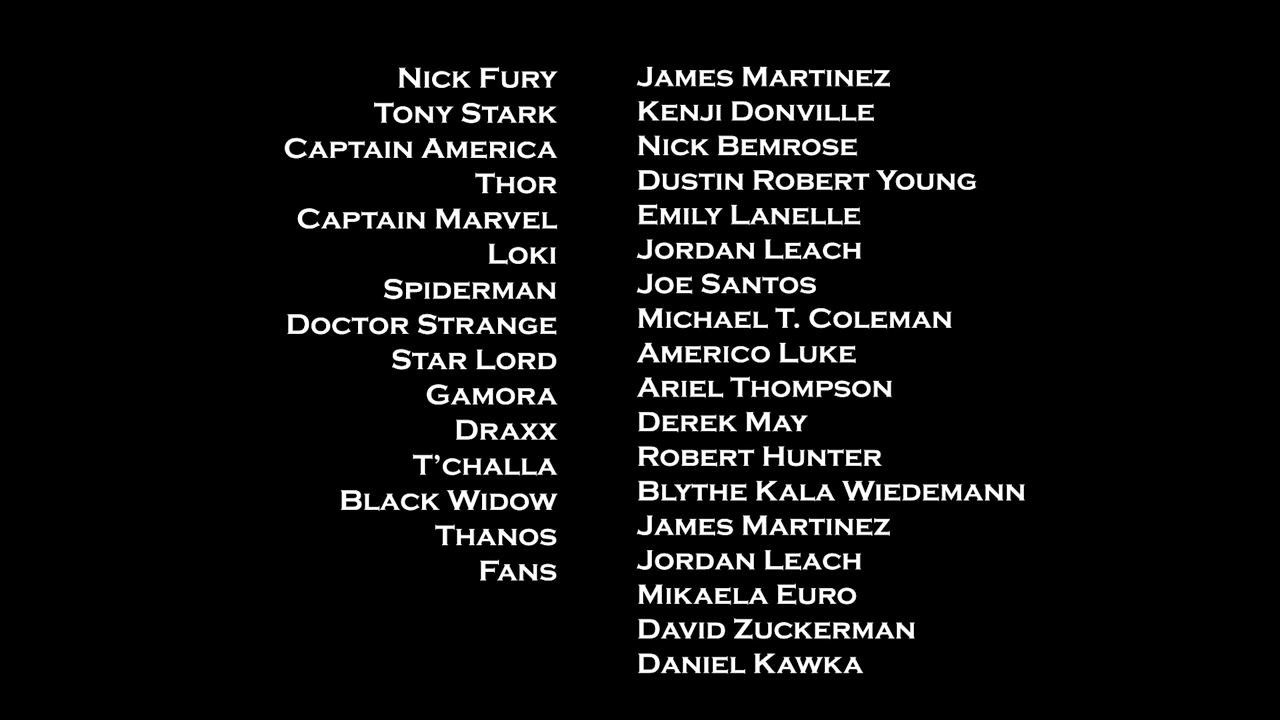 Nick Fury James Martinez
Tony Stark Kenji Donville
Captain America Nick Bemrose
Thor Dustin Robert Young
Captain Marvel Emily Lanelle
Loki Jordan Leach
Spiderman Joe Santos
Doctor Strange Michael T. Coleman
Star Lord Americo Luke
Gamora Ariel Thompson
Draxx Derek May
T’challa Robert Hunter
Black Widow Blythe Kala Wiedemann
Thanos James Martinez
Fans Jordan Leach
Mikaela Euro
David Zuckerman
Daniel Kawka